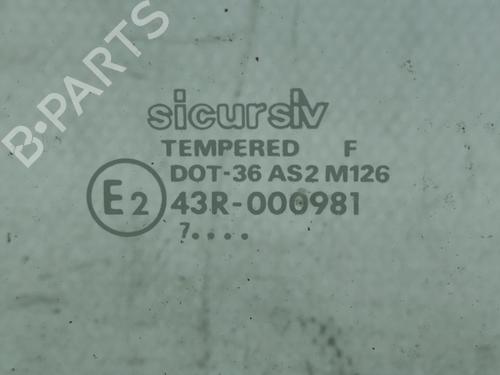 B-PARTS
sicursiv
TEMPERED F
DOT-36 AS2 M126
E2 43R-000981
7....